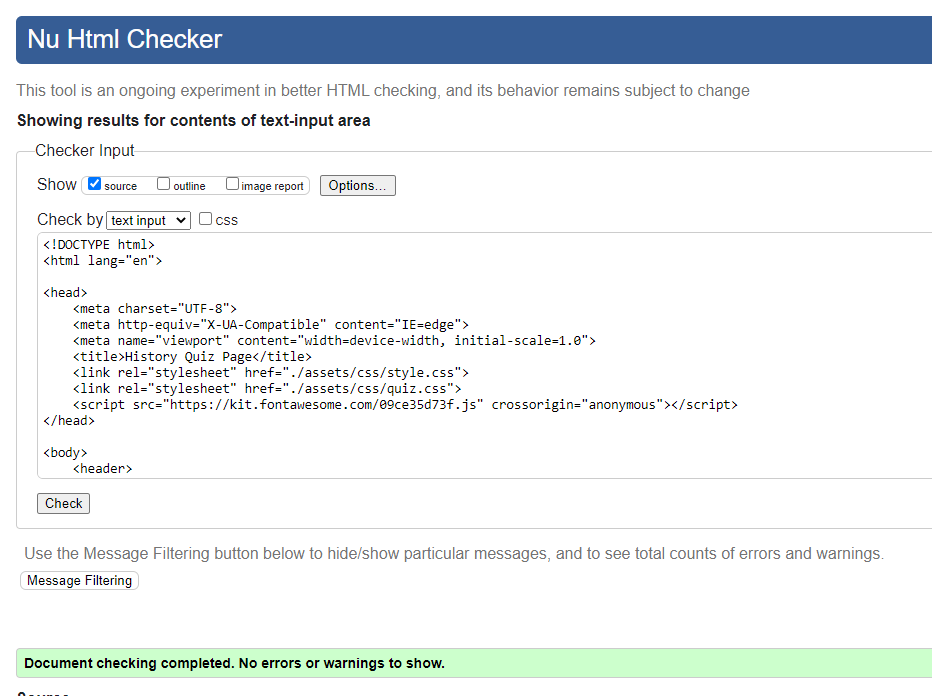 Nu Html Checker
This tool is an ongoing experiment in better HTML checking, and its behavior remains subject to change
Showing results for contents of text-input area
Checker Input
Show source outline image report Options...
Check by text input CSS
<!DOCTYPE html>
<html lang="en">
<head>
<meta charset="UTF-8">
<meta http-equiv="X-UA-Compatible" content="IE=edge">
<meta name="viewport" content="width=device-width, initial-scale=1.0">
<title>History Quiz Page</title>
<link rel="stylesheet" href="./assets/css/style.css">
<link rel="stylesheet" href="./assets/css/quiz.css">
<script src="https://kit.fontawesome.com/09ce35d73f.js" crossorigin="anonymous"></script>
</head>
<body>
<header>
Check
Use the Message Filtering button below to hide/show particular messages, and to see total counts of errors and warnings.
Message Filtering
Document checking completed. No errors or warnings to show.